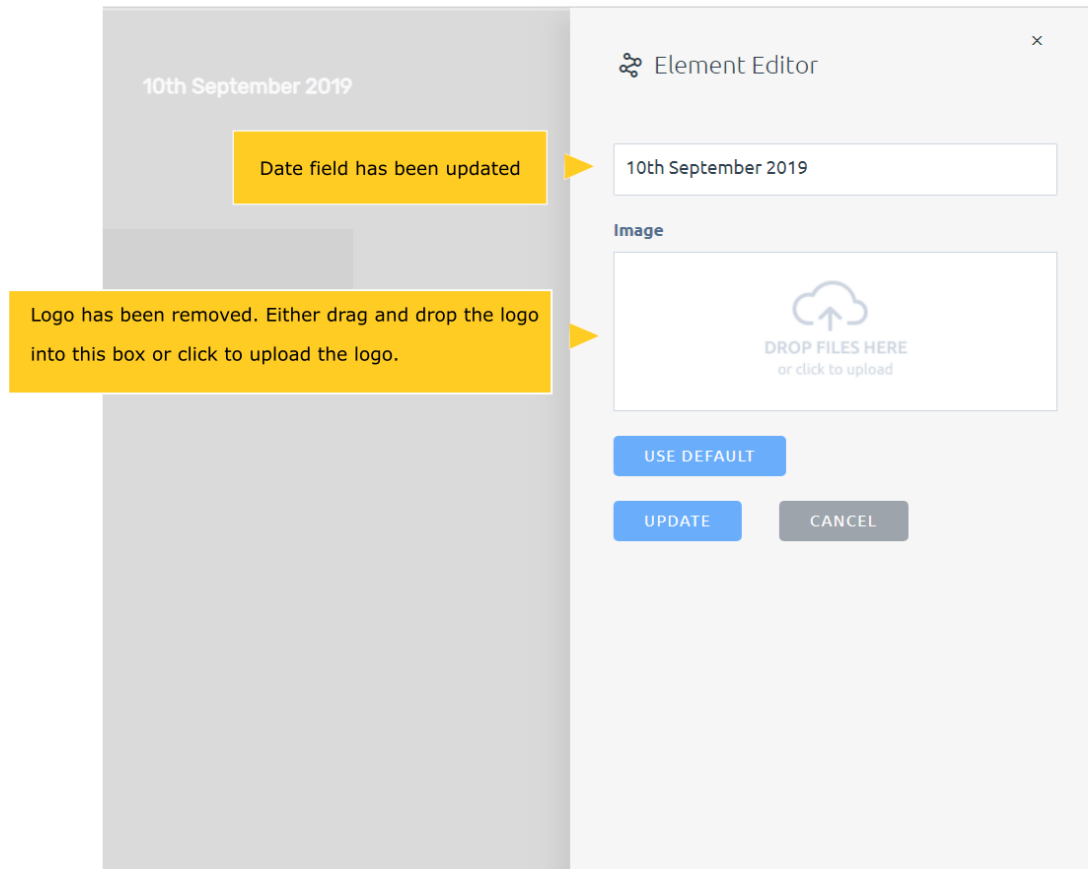 ×
Element Editor
10th September 2019
Date field has been updated
10th September 2019
Image
Logo has been removed. Either drag and drop the logo
into this box or click to upload the logo.
DROP FILES HERE
or click to upload
USE DEFAULT
UPDATE
CANCEL